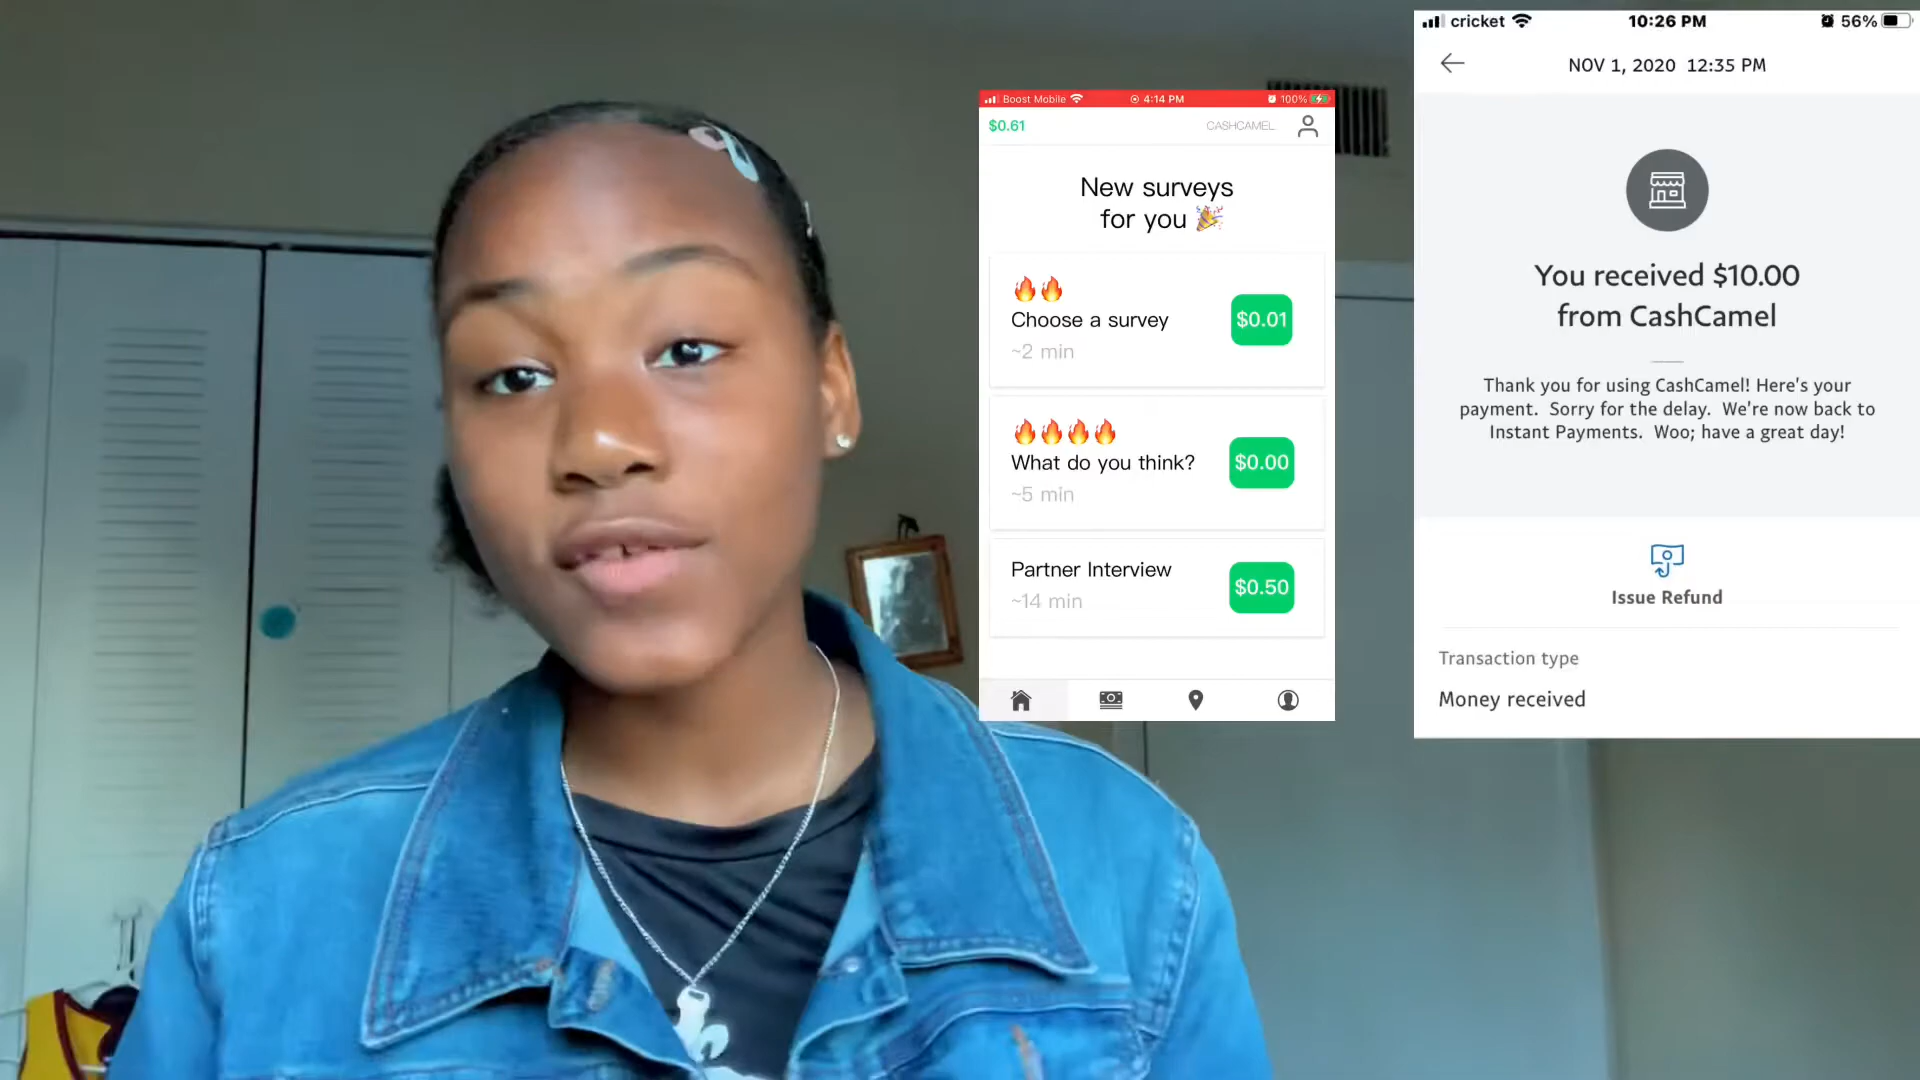 Boost Mobile 4:14 PM 100%
$0.61 CASHCAMEL
New surveys
for you 🎉
🔥🔥
Choose a survey $0.01
~2 min
🔥🔥🔥🔥
What do you think? $0.00
~5 min
Partner Interview $0.50
~14 min
cricket 10:26 PM 56%
NOV 1, 2020 12:35 PM
You received $10.00
from CashCamel
Thank you for using CashCamel! Here's your
payment. Sorry for the delay. We're now back to
Instant Payments. Woo; have a great day!
Issue Refund
Transaction type
Money received